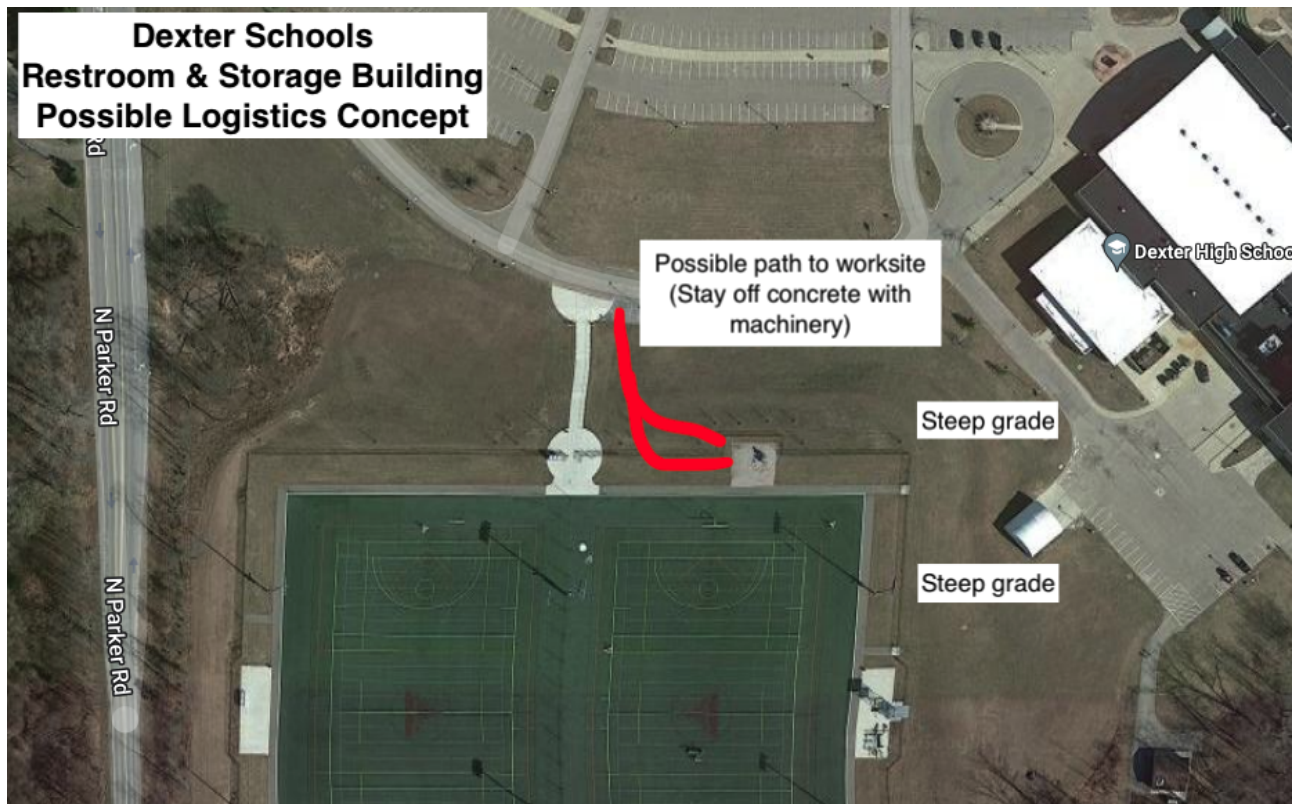 Dexter Schools
Restroom & Storage Building
Possible Logistics Concept
Rd
Possible path to worksite
(Stay off concrete with
machinery)
Dexter High Schoo
N Parker Rd
Steep grade
Steep grade
N Parker Rd